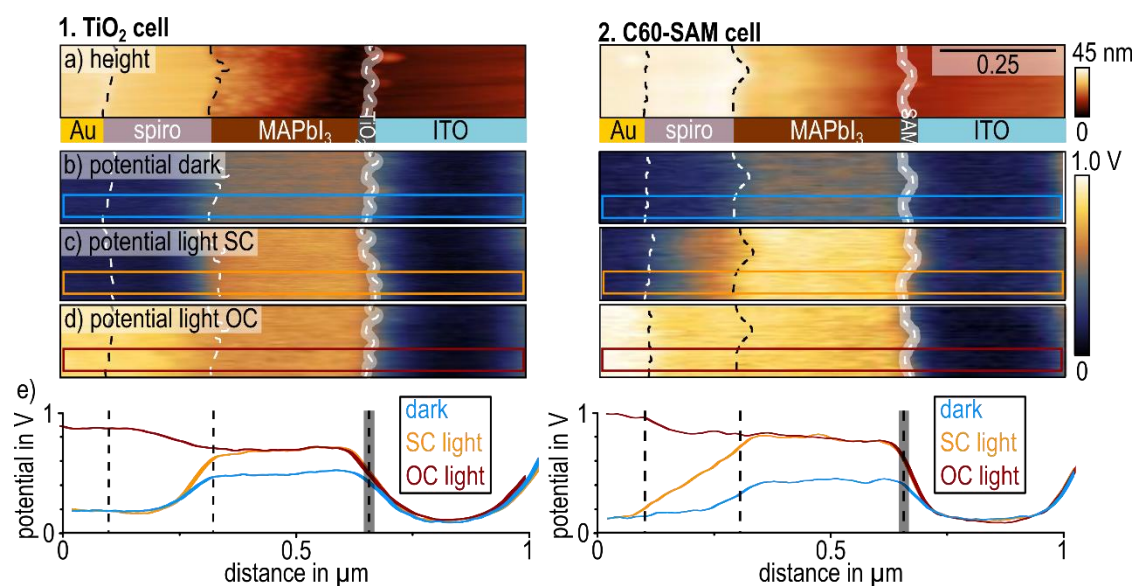 1. TiO₂ cell
2. C60-SAM cell
a) height
0.25
45 nm
0
Au spiro MAPbI₃ TiO₂ ITO
Au spiro MAPbI₃ SAM ITO
b) potential dark
1.0 V
c) potential light SC
d) potential light OC
0
e)
potential in V
1
0
dark
SC light
OC light
0 0.5 1
distance in µm
potential in V
1
0
dark
SC light
OC light
0 0.5 1
distance in µm